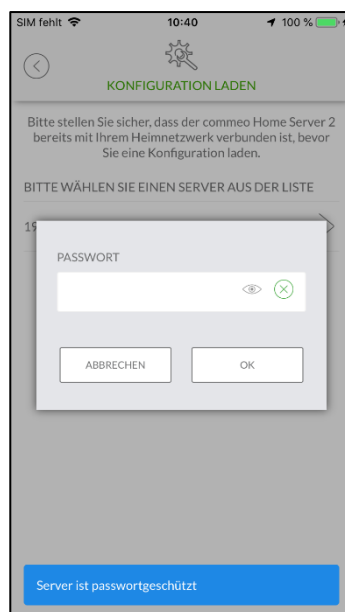 SIM fehlt 10:40 100 %
KONFIGURATION LADEN
Bitte stellen Sie sicher, dass der commeo Home Server 2
bereits mit Ihrem Heimnetzwerk verbunden ist, bevor
Sie eine Konfiguration laden.
BITTE WÄHLEN SIE EINEN SERVER AUS DER LISTE
PASSWORT
ABBRECHEN OK
Server ist passwortgeschützt